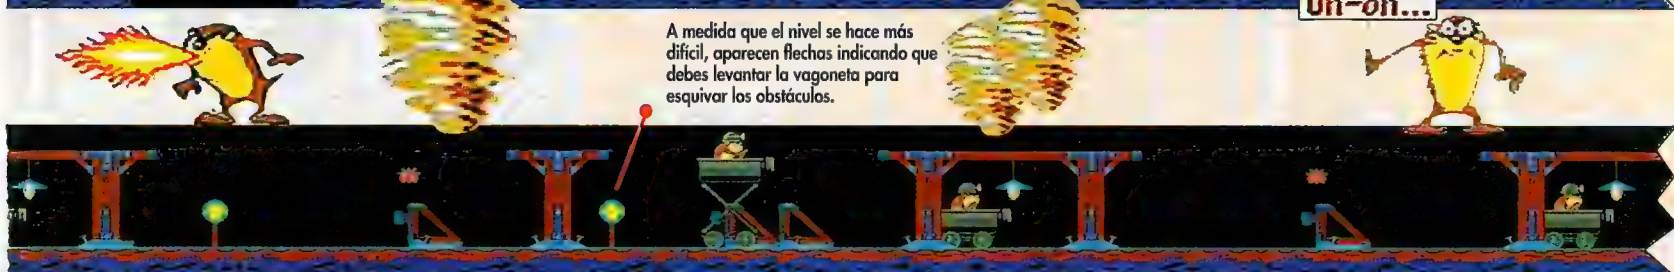 Uh-oh...
A medida que el nivel se hace más
difícil, aparecen flechas indicando que
debes levantar la vagoneta para
esquivar los obstáculos.